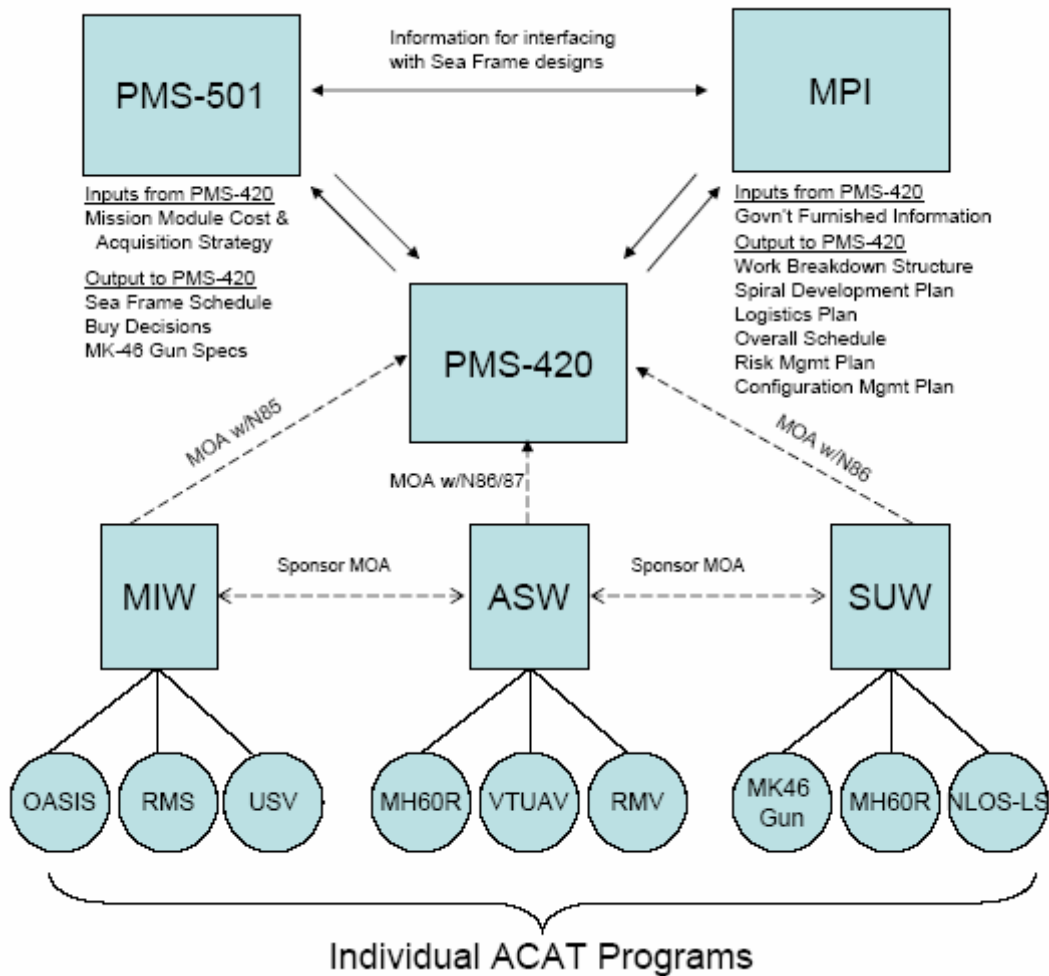 Information for interfacing
with Sea Frame designs
PMS-501
MPI
Inputs from PMS-420
Mission Module Cost &
Acquisition Strategy
Output to PMS-420
Sea Frame Schedule
Buy Decisions
MK-46 Gun Specs
Inputs from PMS-420
Govn't Furnished Information
Output to PMS-420
Work Breakdown Structure
Spiral Development Plan
Logistics Plan
Overall Schedule
Risk Mgmt Plan
Configuration Mgmt Plan
PMS-420
MOA w/N85
MOA w/N86/87
MOA w/N86
MIW
Sponsor MOA
ASW
Sponsor MOA
SUW
OASIS
RMS
USV
MH60R
VTUAV
RMV
MK46
Gun
MH60R
NLOS-LS
Individual ACAT Programs